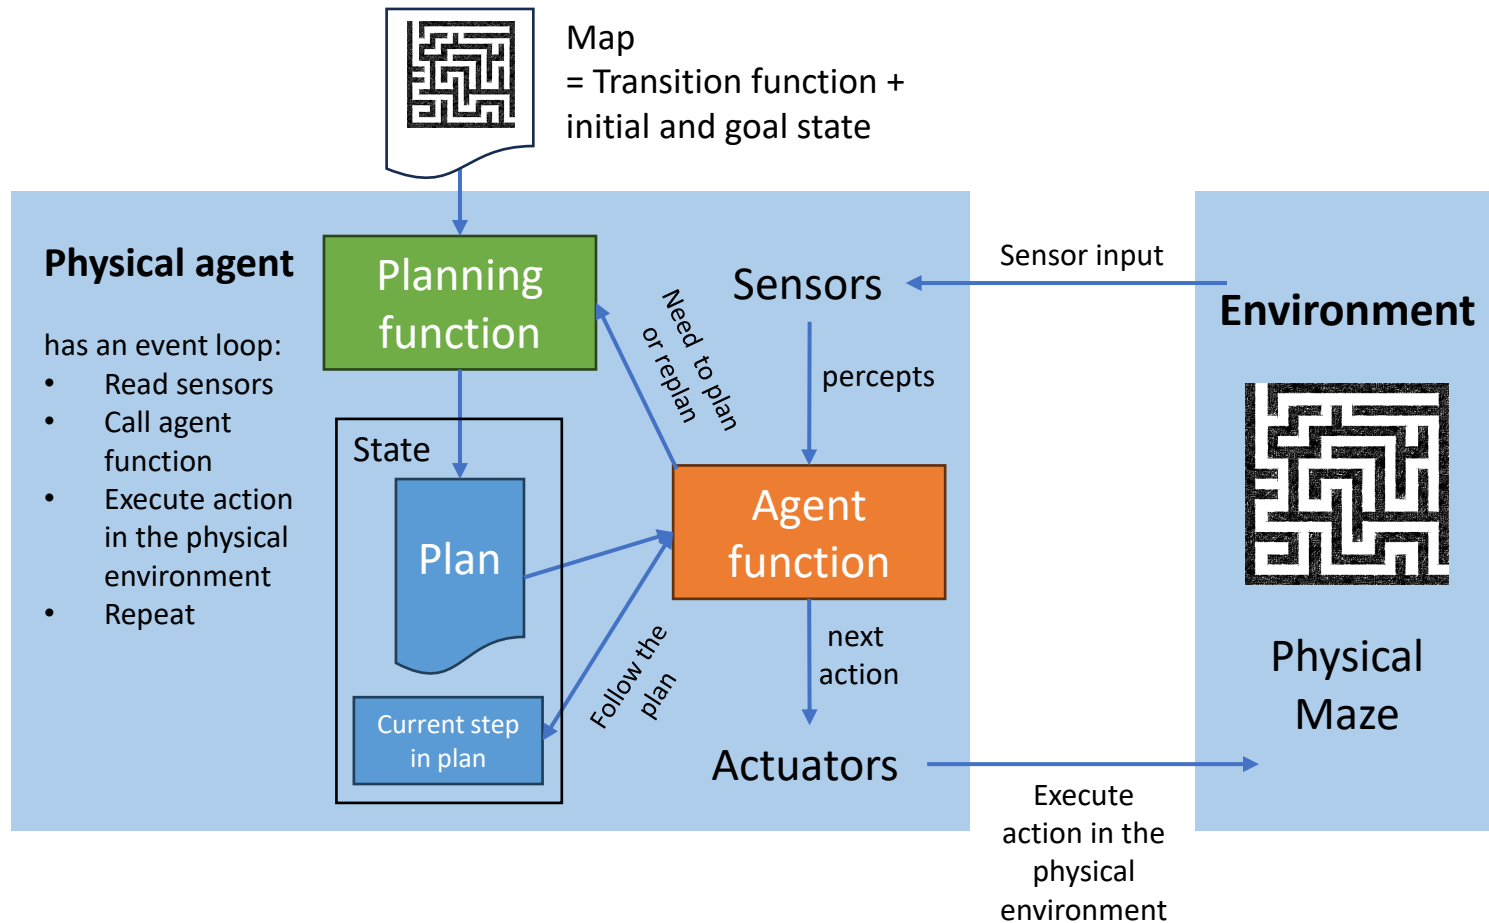 Map
= Transition function +
initial and goal state
Physical agent
has an event loop:
• Read sensors
• Call agent
function
• Execute action
in the physical
environment
• Repeat
Planning
function
State
Plan
Current step
in plan
Need to plan
or replan
Follow the
plan
Sensors
percepts
Agent
function
next
action
Actuators
Sensor input
Execute
action in the
physical
environment
Environment
Physical
Maze